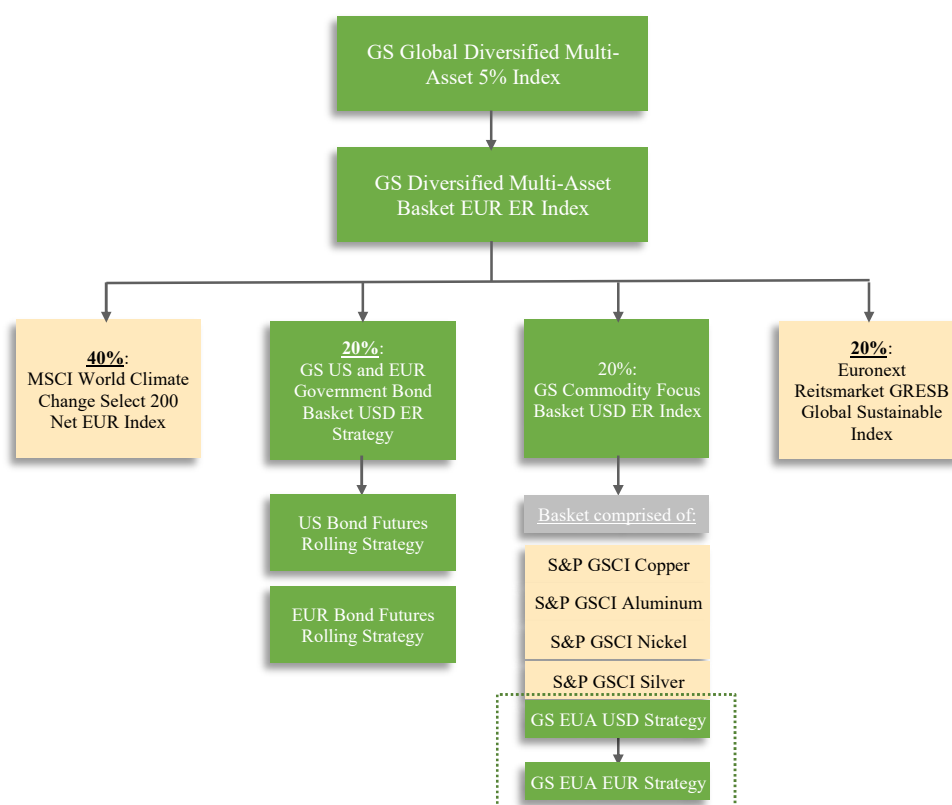 GS Global Diversified Multi-
Asset 5% Index
GS Diversified Multi-Asset
Basket EUR ER Index
40%:
MSCI World Climate
Change Select 200
Net EUR Index
20%:
GS US and EUR
Government Bond
Basket USD ER
Strategy
US Bond Futures
Rolling Strategy
EUR Bond Futures
Rolling Strategy
20%:
GS Commodity Focus
Basket USD ER Index
Basket comprised of:
S&P GSCI Copper
S&P GSCI Aluminum
S&P GSCI Nickel
S&P GSCI Silver
GS EUA USD Strategy
GS EUA EUR Strategy
20%:
Euronext
Reitsmarket GRESB
Global Sustainable
Index